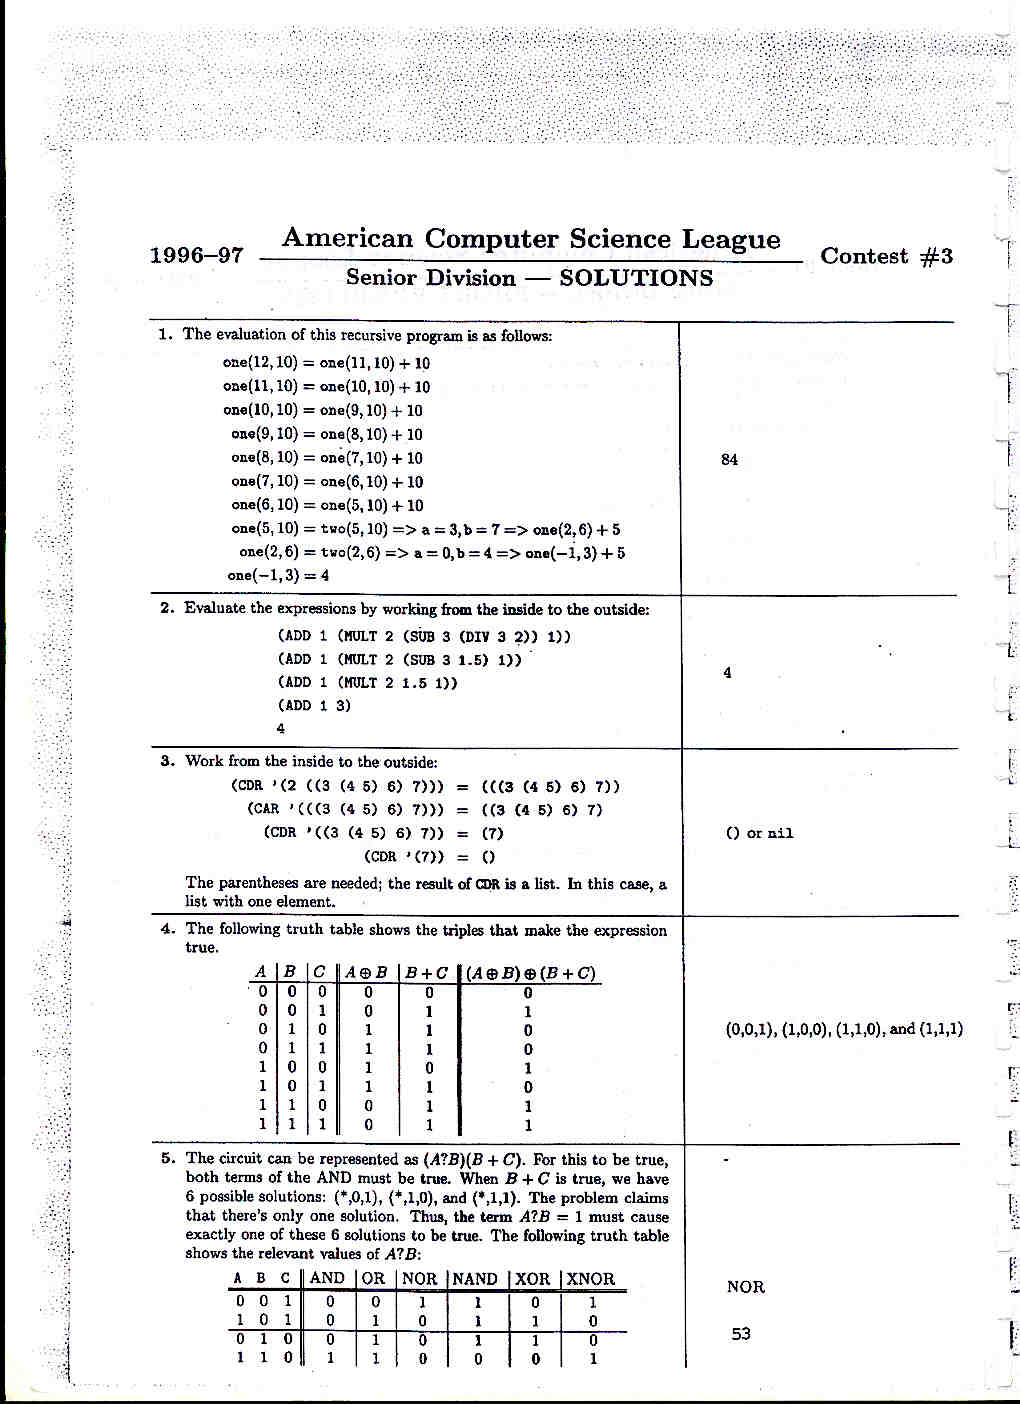 American Computer Science League
1996–97 Contest #3
Senior Division — SOLUTIONS
1. The evaluation of this recursive program is as follows:
one(12,10) = one(11,10) + 10
one(11,10) = one(10,10) + 10
one(10,10) = one(9,10) + 10
one(9,10) = one(8,10) + 10
one(8,10) = one(7,10) + 10
one(7,10) = one(6,10) + 10
one(6,10) = one(5,10) + 10
one(5,10) = two(5,10) => a = 3, b = 7 => one(2,6) + 5
one(2,6) = two(2,6) => a = 0, b = 4 => one(−1,3) + 5
one(−1,3) = 4
84
2. Evaluate the expressions by working from the inside to the outside:
(ADD 1 (MULT 2 (SUB 3 (DIV 3 2)) 1))
(ADD 1 (MULT 2 (SUB 3 1.5) 1))
(ADD 1 (MULT 2 1.5 1))
(ADD 1 3)
4
4
3. Work from the inside to the outside:
(CDR '(2 ((3 (4 5) 6) 7))) = (((3 (4 5) 6) 7))
(CAR '(((3 (4 5) 6) 7))) = ((3 (4 5) 6) 7)
(CDR '((3 (4 5) 6) 7)) = (7)
(CDR '(7)) = ()
The parentheses are needed; the result of CDR is a list. In this case, a
list with one element.
() or nil
4. The following truth table shows the triples that make the expression
true.
A B C A ⊕ B B + C (A ⊕ B) ⊕ (B + C)
0 0 0 0 0 0
0 0 1 0 1 1
0 1 0 1 1 0
0 1 1 1 1 0
1 0 0 1 0 1
1 0 1 1 1 0
1 1 0 0 1 1
1 1 1 0 1 1
(0,0,1), (1,0,0), (1,1,0), and (1,1,1)
5. The circuit can be represented as (A?B)(B + C). For this to be true,
both terms of the AND must be true. When B + C is true, we have
6 possible solutions: (*,0,1), (*,1,0), and (*,1,1). The problem claims
that there's only one solution. Thus, the term A?B = 1 must cause
exactly one of these 6 solutions to be true. The following truth table
shows the relevant values of A?B:
A B C AND OR NOR NAND XOR XNOR
0 0 1 0 0 1 1 0 1
1 0 1 0 1 0 1 1 0
0 1 0 0 1 0 1 1 0
1 1 0 1 1 0 0 0 1
NOR
53